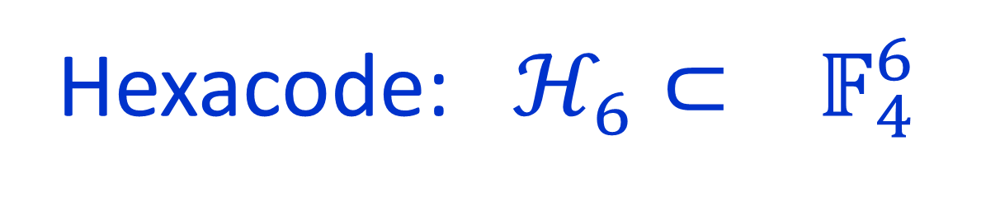 Hexacode: ℋ₆ ⊂ 𝔽₄⁶